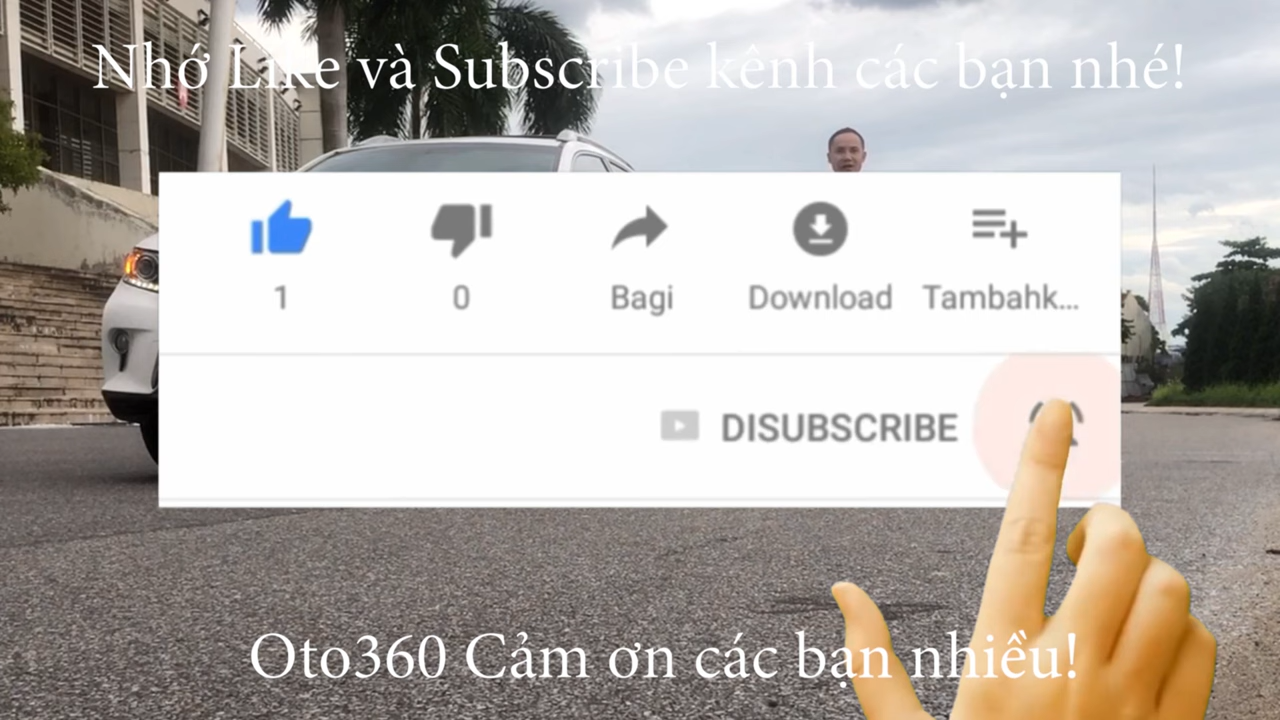 Nhớ Like và Subscribe kênh các bạn nhé!
1 0 Bagi Download Tambahk...
DISUBSCRIBE
Oto360 Cảm ơn các bạn nhiều!